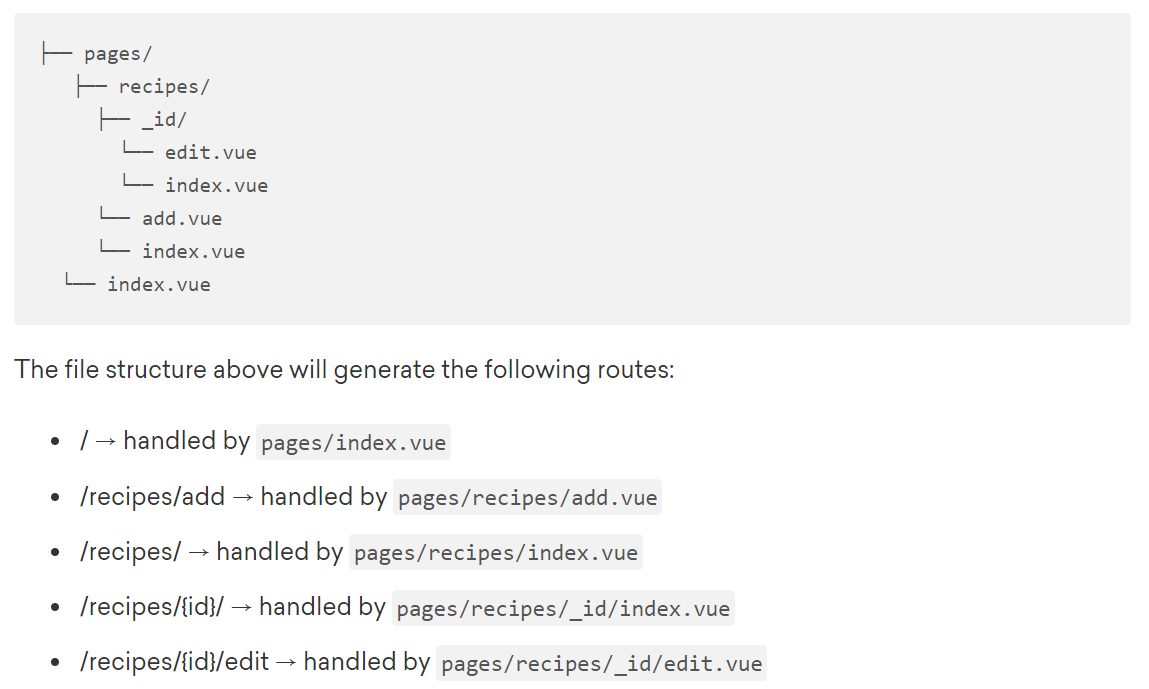 ├── pages/
   ├── recipes/
     ├── _id/
       └── edit.vue
       └── index.vue
     └── add.vue
     └── index.vue
  └── index.vue
The file structure above will generate the following routes:
• / → handled by pages/index.vue
• /recipes/add → handled by pages/recipes/add.vue
• /recipes/ → handled by pages/recipes/index.vue
• /recipes/{id}/ → handled by pages/recipes/_id/index.vue
• /recipes/{id}/edit → handled by pages/recipes/_id/edit.vue